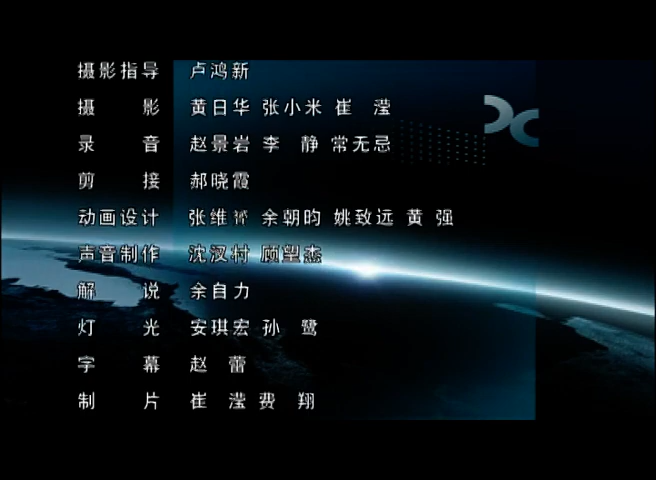 摄影指导 卢鸿新
摄 影 黄日华 张小米 崔 滢
录 音 赵景岩 李 静 常无忌
剪 接 郝晓霞
动画设计 张维 余朝昀 姚致远 黄 强
声音制作 沈汉村 顾望杰
解 说 余自力
灯 光 安琪宏 孙 鹭
字 幕 赵 蕾
制 片 崔 滢 费 翔